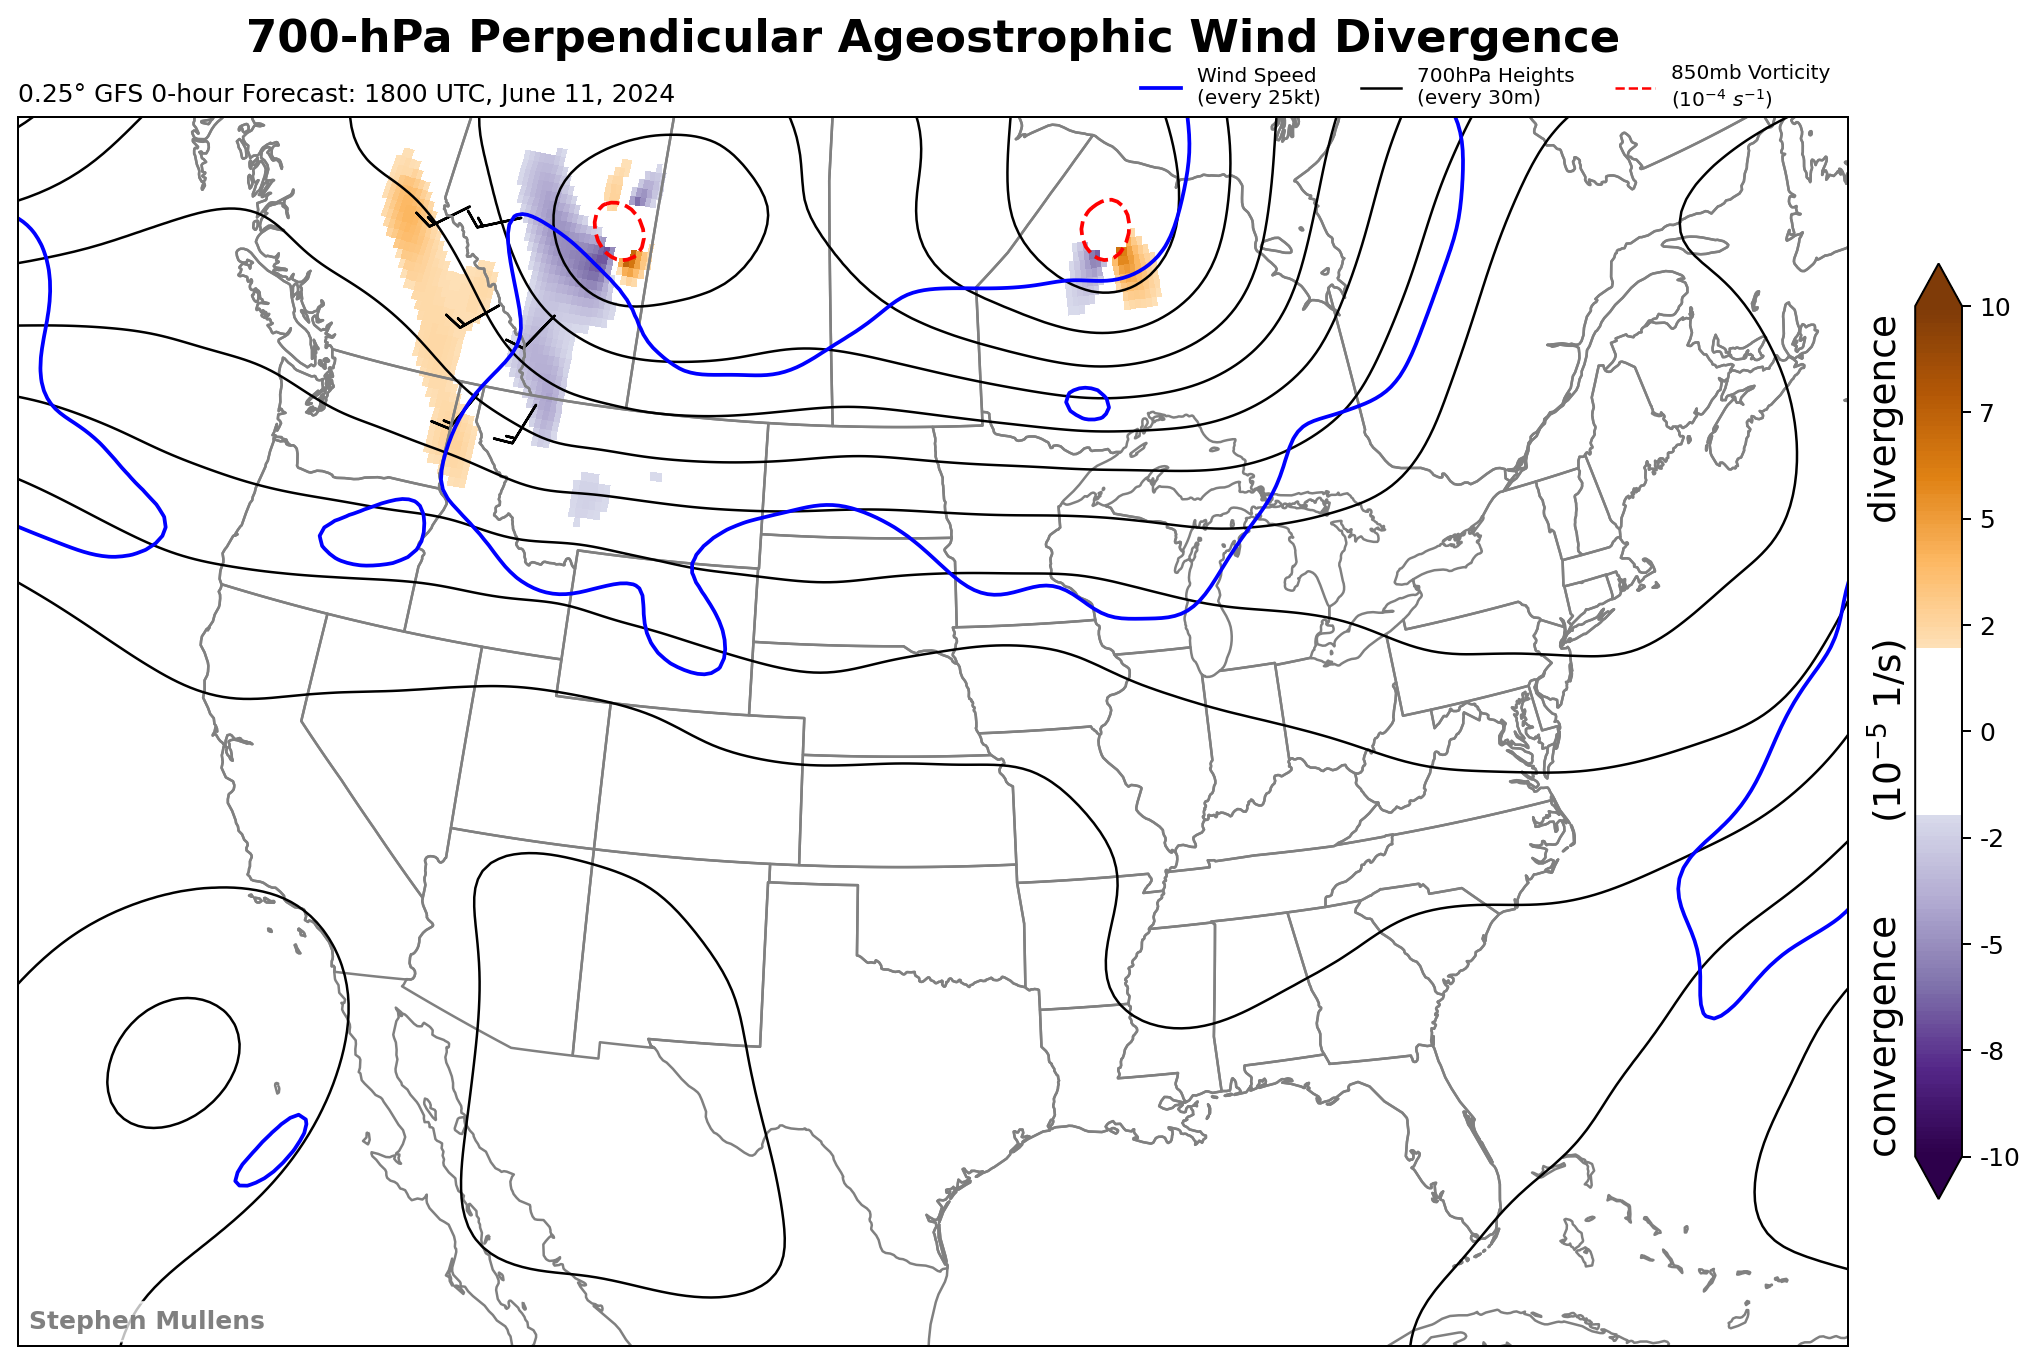 700-hPa Perpendicular Ageostrophic Wind Divergence
0.25° GFS 0-hour Forecast: 1800 UTC, June 11, 2024
Wind Speed
(every 25kt)
700hPa Heights
(every 30m)
850mb Vorticity
(10⁻⁴ s⁻¹)
10
7
5
2
0
-2
-5
-8
-10
divergence
(10⁻⁵ 1/s)
convergence
Stephen Mullens